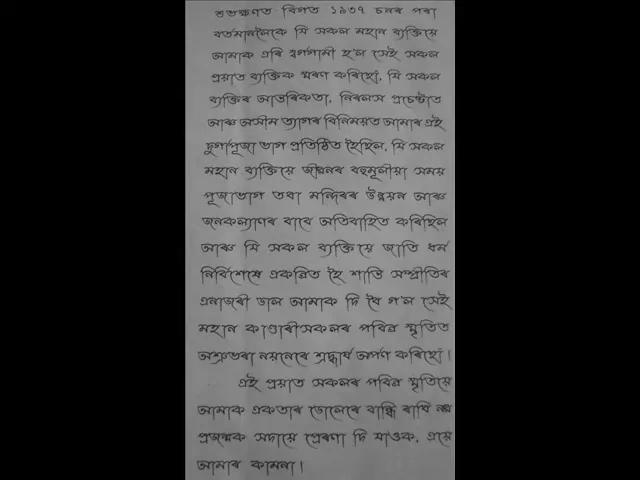 শুভক্ষণত বিগত ১৯৩৭ চনৰ পৰা
বৰ্তমানলৈকে যি সকল মহান ব্যক্তিয়ে
আমাক এৰি স্বৰ্গগামী হ'ল সেই সকল
প্ৰয়াত ব্যক্তিক স্মৰণ কৰিছোঁ, যি সকল
ব্যক্তিৰ আন্তৰিকতা, নিৰলস প্ৰচেষ্টাত
আৰু অসীম ত্যাগৰ বিনিময়ত আমাৰ এই
দুৰ্গাপূজা ভাগ প্ৰতিষ্ঠিত হৈছিল, যি সকল
মহান ব্যক্তিয়ে জীৱনৰ বহুমূলীয়া সময়
পূজাভাগ তথা মন্দিৰৰ উন্নয়ন আৰু
জনকল্যাণৰ বাবে অতিবাহিত কৰিছিল
আৰু যি সকল ব্যক্তিয়ে জাতি ধৰ্ম
নিৰ্বিশেষে একত্ৰিত হৈ শান্তি সম্প্ৰীতিৰ
এনাজৰী ডাল আমাক দি থৈ গ'ল সেই
মহান কাণ্ডাৰীসকলৰ পবিত্ৰ স্মৃতিত
অশ্ৰুভৰা নয়নেৰে শ্ৰদ্ধাৰ্ঘ অৰ্পণ কৰিছোঁ।
এই প্ৰয়াত সকলৰ পবিত্ৰ স্মৃতিয়ে
আমাক একতাৰ ডোলেৰে বান্ধি ৰাখি নৱ
প্ৰজন্মক সদায়ে প্ৰেৰণা দি যাওক, এয়ে
আমাৰ কামনা।